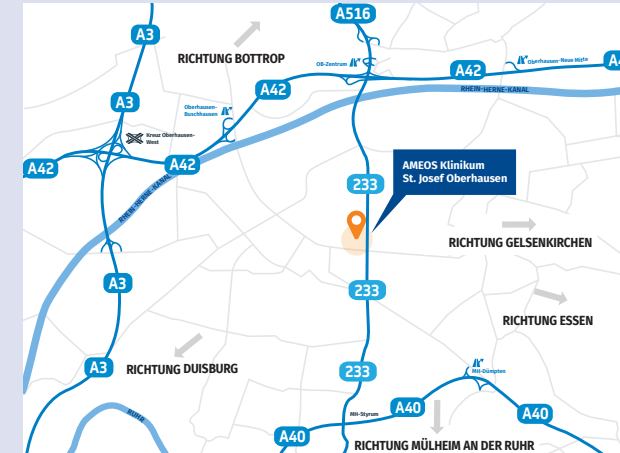 A516
A3
RICHTUNG BOTTROP
OB-Zentrum
Oberhausen-Neue Mitte
A42
A42
RHEIN-HERNE-KANAL
A3
Oberhausen-
Buschhausen
Kreuz Oberhausen-
West
A42
A42
AMEOS Klinikum
St. Josef Oberhausen
233
RHEIN-HERNE-KANAL
RICHTUNG GELSENKIRCHEN
A3
233
RICHTUNG ESSEN
A3
RICHTUNG DUISBURG
233
MH-Dümpten
RUHR
MH-Styrum
A40
A40
A40
RICHTUNG MÜLHEIM AN DER RUHR